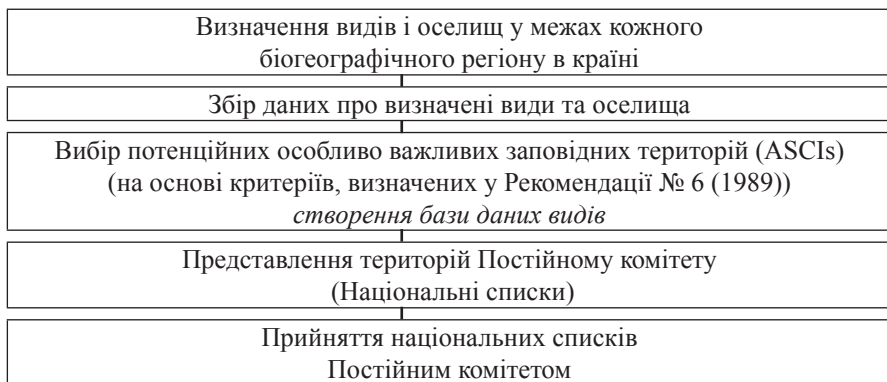 Визначення видів і оселищ у межах кожного
біогеографічного регіону в країні
Збір даних про визначені види та оселища
Вибір потенційних особливо важливих заповідних територій (ASCIs)
(на основі критеріїв, визначених у Рекомендації № 6 (1989))
створення бази даних видів
Представлення територій Постійному комітету
(Національні списки)
Прийняття національних списків
Постійним комітетом